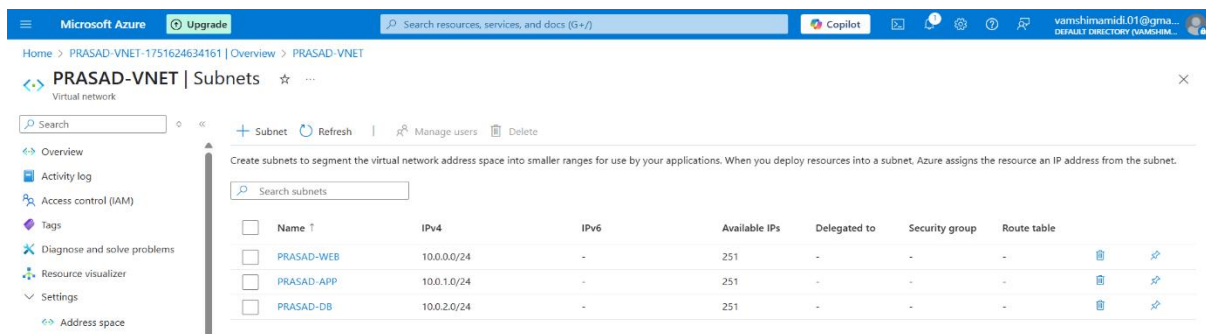 Microsoft Azure
Upgrade
Search resources, services, and docs (G+/)
Copilot
vamshimamidi.01@gma...
DEFAULT DIRECTORY (VAMSHIM...
Home > PRASAD-VNET-1751624634161 | Overview > PRASAD-VNET
PRASAD-VNET | Subnets
Virtual network
Search
+ Subnet Refresh | Manage users Delete
Overview
Activity log
Access control (IAM)
Tags
Diagnose and solve problems
Resource visualizer
Settings
Address space
Create subnets to segment the virtual network address space into smaller ranges for use by your applications. When you deploy resources into a subnet, Azure assigns the resource an IP address from the subnet.
Search subnets
Name ↑ IPv4 IPv6 Available IPs Delegated to Security group Route table
PRASAD-WEB 10.0.0.0/24 - 251 - - -
PRASAD-APP 10.0.1.0/24 - 251 - - -
PRASAD-DB 10.0.2.0/24 - 251 - - -